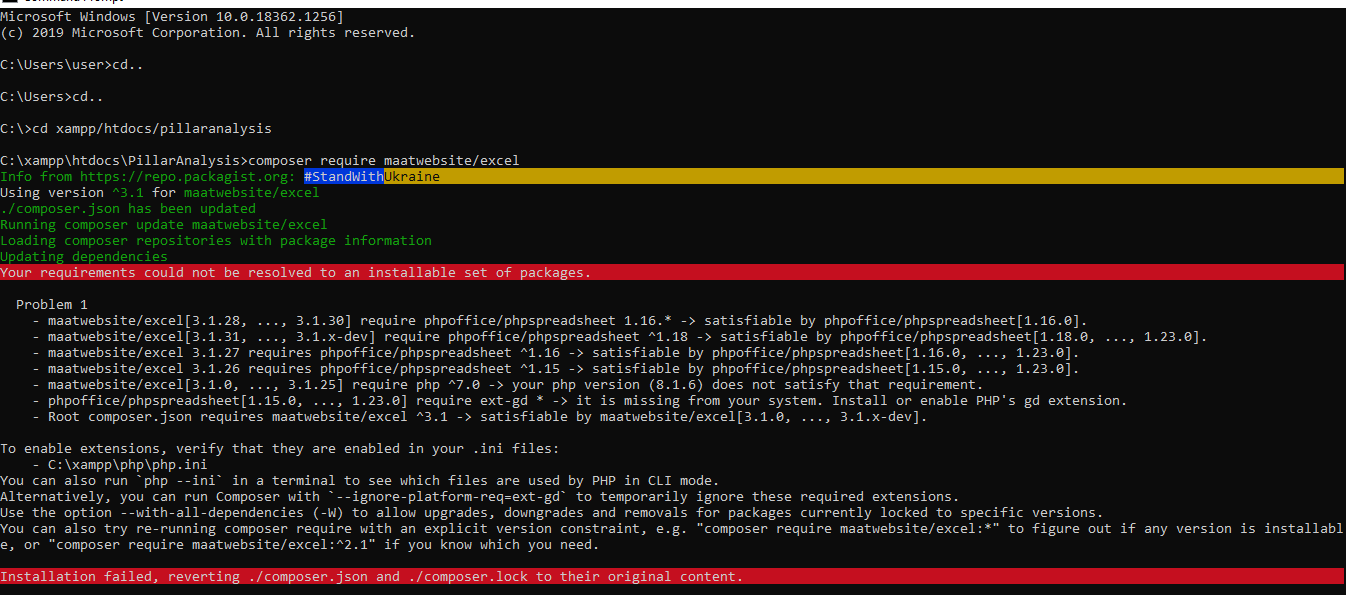 Microsoft Windows [Version 10.0.18362.1256]
(c) 2019 Microsoft Corporation. All rights reserved.
C:\Users\user>cd..
C:\Users>cd..
C:\>cd xampp/htdocs/pillaranalysis
C:\xampp\htdocs\PillarAnalysis>composer require maatwebsite/excel
Info from https://repo.packagist.org: #StandWithUkraine
Using version ^3.1 for maatwebsite/excel
./composer.json has been updated
Running composer update maatwebsite/excel
Loading composer repositories with package information
Updating dependencies
Your requirements could not be resolved to an installable set of packages.
Problem 1
- maatwebsite/excel[3.1.28, ..., 3.1.30] require phpoffice/phpspreadsheet 1.16.* -> satisfiable by phpoffice/phpspreadsheet[1.16.0].
- maatwebsite/excel[3.1.31, ..., 3.1.x-dev] require phpoffice/phpspreadsheet ^1.18 -> satisfiable by phpoffice/phpspreadsheet[1.18.0, ..., 1.23.0].
- maatwebsite/excel 3.1.27 requires phpoffice/phpspreadsheet ^1.16 -> satisfiable by phpoffice/phpspreadsheet[1.16.0, ..., 1.23.0].
- maatwebsite/excel 3.1.26 requires phpoffice/phpspreadsheet ^1.15 -> satisfiable by phpoffice/phpspreadsheet[1.15.0, ..., 1.23.0].
- maatwebsite/excel[3.1.0, ..., 3.1.25] require php ^7.0 -> your php version (8.1.6) does not satisfy that requirement.
- phpoffice/phpspreadsheet[1.15.0, ..., 1.23.0] require ext-gd * -> it is missing from your system. Install or enable PHP's gd extension.
- Root composer.json requires maatwebsite/excel ^3.1 -> satisfiable by maatwebsite/excel[3.1.0, ..., 3.1.x-dev].
To enable extensions, verify that they are enabled in your .ini files:
- C:\xampp\php\php.ini
You can also run `php --ini` in a terminal to see which files are used by PHP in CLI mode.
Alternatively, you can run Composer with `--ignore-platform-req=ext-gd` to temporarily ignore these required extensions.
Use the option --with-all-dependencies (-W) to allow upgrades, downgrades and removals for packages currently locked to specific versions.
You can also try re-running composer require with an explicit version constraint, e.g. "composer require maatwebsite/excel:*" to figure out if any version is installabl
e, or "composer require maatwebsite/excel:^2.1" if you know which you need.
Installation failed, reverting ./composer.json and ./composer.lock to their original content.